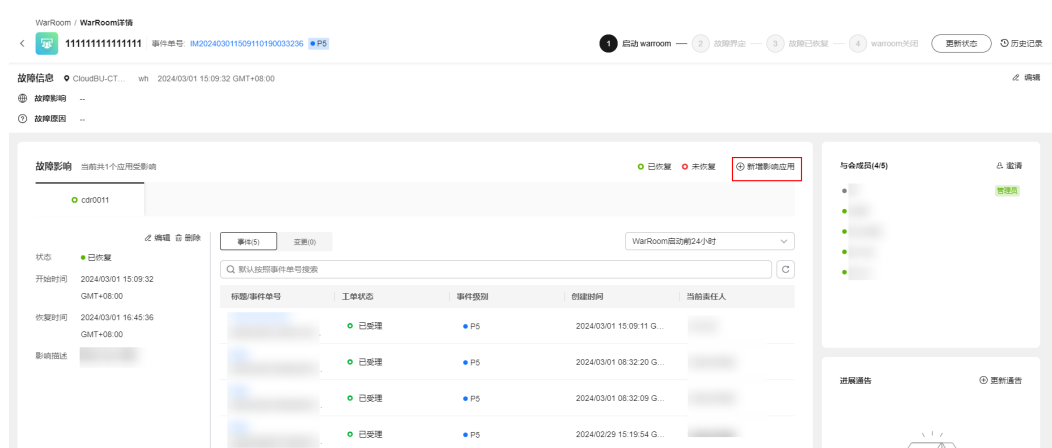 WarRoom / WarRoom详情
111111111111111 事件单号: IM20240301150911019003​3236 P5
1 启动 warroom 2 故障界定 3 故障已恢复 4 warroom关闭 更新状态 历史记录
故障信息 CloudBU-CT... wh 2024/03/01 15:09:32 GMT+08:00 编辑
故障影响 --
故障原因 --
故障影响 当前共1个应用受影响 已恢复 未恢复 新增影响应用
cdr0011
编辑 删除
状态 已恢复
开始时间 2024/03/01 15:09:32
GMT+08:00
恢复时间 2024/03/01 16:45:36
GMT+08:00
影响描述
事件(5) 变更(0) WarRoom启动前24小时
默认按照事件单号搜索
标题/事件单号 工单状态 事件级别 创建时间 当前责任人
已受理 P5 2024/03/01 15:09:11 G...
已受理 P5 2024/03/01 08:32:20 G...
已受理 P5 2024/03/01 08:32:09 G...
已受理 P5 2024/02/29 15:19:54 G...
与会成员(4/5) 邀请
管理员
进展通告 更新通告